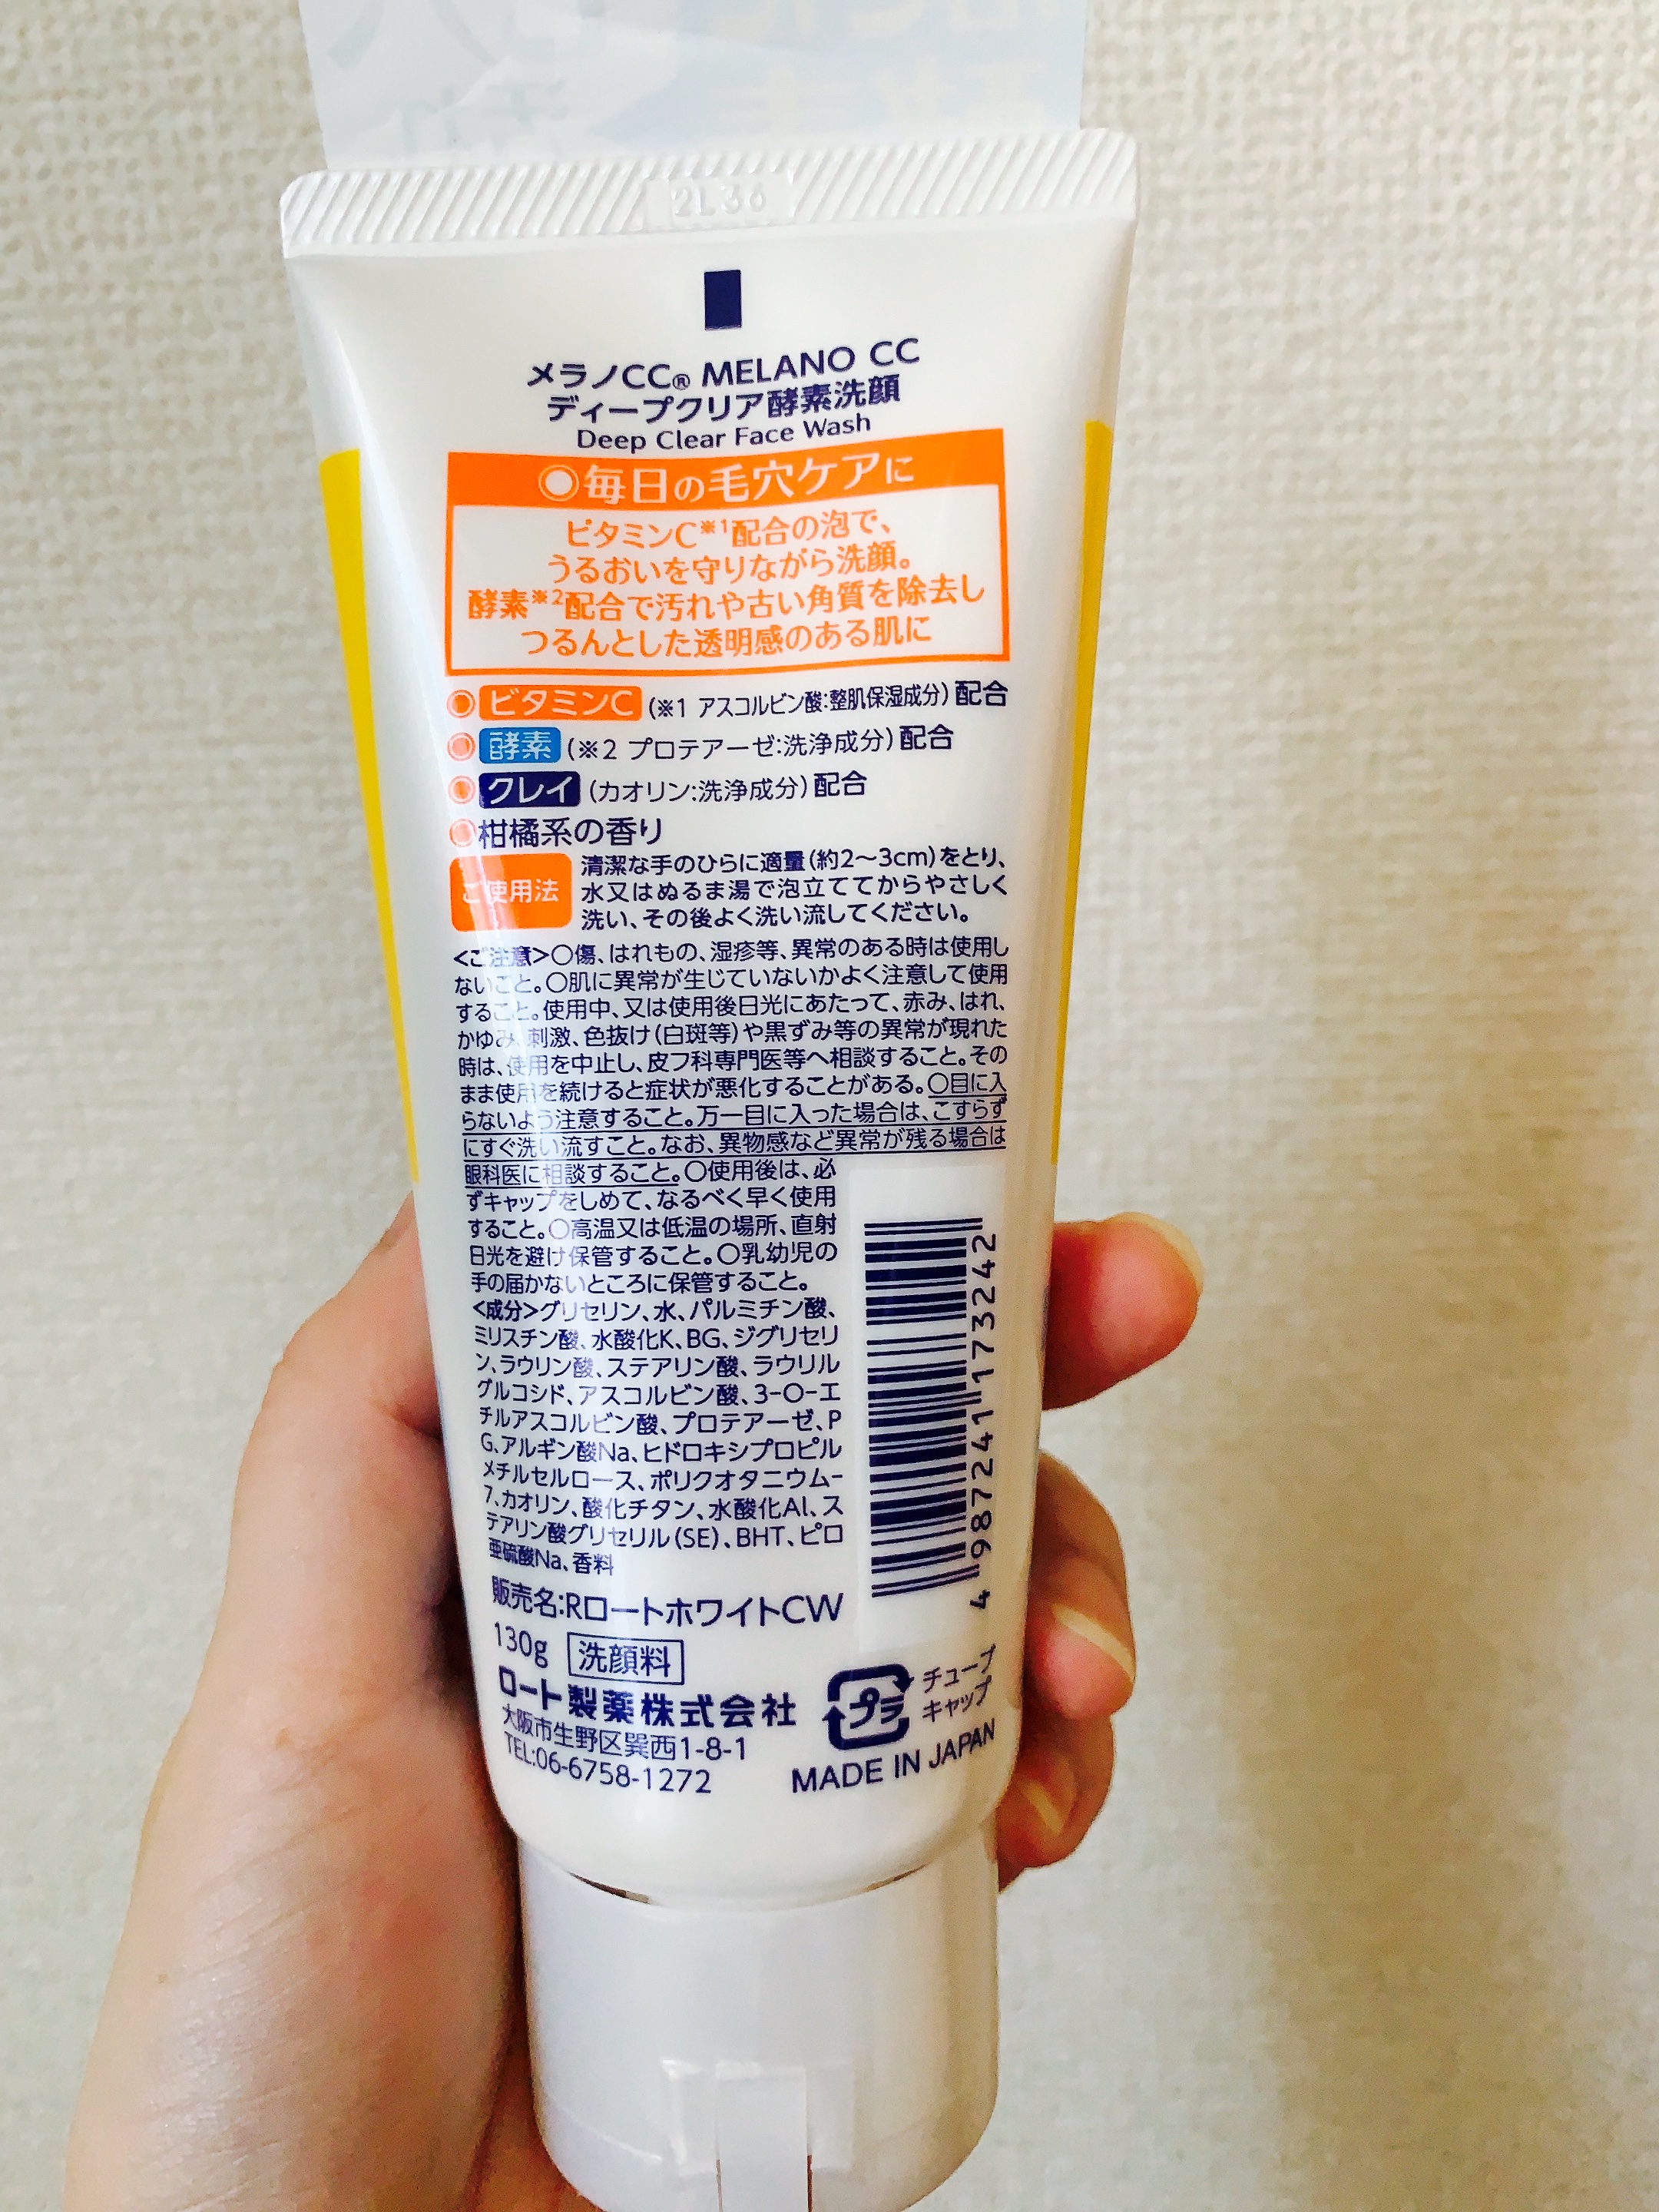 2L36
メラノCC® MELANO CC
ディープクリア酵素洗顔
Deep Clear Face Wash
◎毎日の毛穴ケアに
ビタミンC※1配合の泡で、
うるおいを守りながら洗顔。
酵素※2配合で汚れや古い角質を除去し
つるんとした透明感のある肌に
◎ビタミンC(※1 アスコルビン酸:整肌保湿成分)配合
◎酵素(※2 プロテアーゼ:洗浄成分)配合
◎クレイ(カオリン:洗浄成分)配合
◎柑橘系の香り
ご使用法
清潔な手のひらに適量(約2〜3cm)をとり、
水又はぬるま湯で泡立ててからやさしく
洗い、その後よく洗い流してください。
<ご注意>○傷、はれもの、湿疹等、異常のある時は使用し
ないこと。○肌に異常が生じていないかよく注意して使用
すること。使用中、又は使用後日光にあたって、赤み、はれ、
かゆみ、刺激、色抜け(白斑等)や黒ずみ等の異常が現れた
時は、使用を中止し、皮フ科専門医等へ相談すること。その
まま使用を続けると症状が悪化することがある。○目に入
らないよう注意すること。万一目に入った場合は、こすらず
にすぐ洗い流すこと。なお、異物感など異常が残る場合は
眼科医に相談すること。○使用後は、必
ずキャップをしめて、なるべく早く使用
すること。○高温又は低温の場所、直射
日光を避け保管すること。○乳幼児の
手の届かないところに保管すること。
<成分>グリセリン、水、パルミチン酸、
ミリスチン酸、水酸化K、BG、ジグリセリ
ン、ラウリン酸、ステアリン酸、ラウリル
グルコシド、アスコルビン酸、3-O-エ
チルアスコルビン酸、プロテアーゼ、P
G、アルギン酸Na、ヒドロキシプロピル
メチルセルロース、ポリクオタニウム-
7、カオリン、酸化チタン、水酸化Al、ス
テアリン酸グリセリル(SE)、BHT、ピロ
亜硫酸Na、香料
4 987241 173242
販売名:RロートホワイトCW
130g 洗顔料
ロート製薬株式会社
大阪市生野区巽西1-8-1
TEL:06-6758-1272
プラ
チューブ
キャップ
MADE IN JAPAN